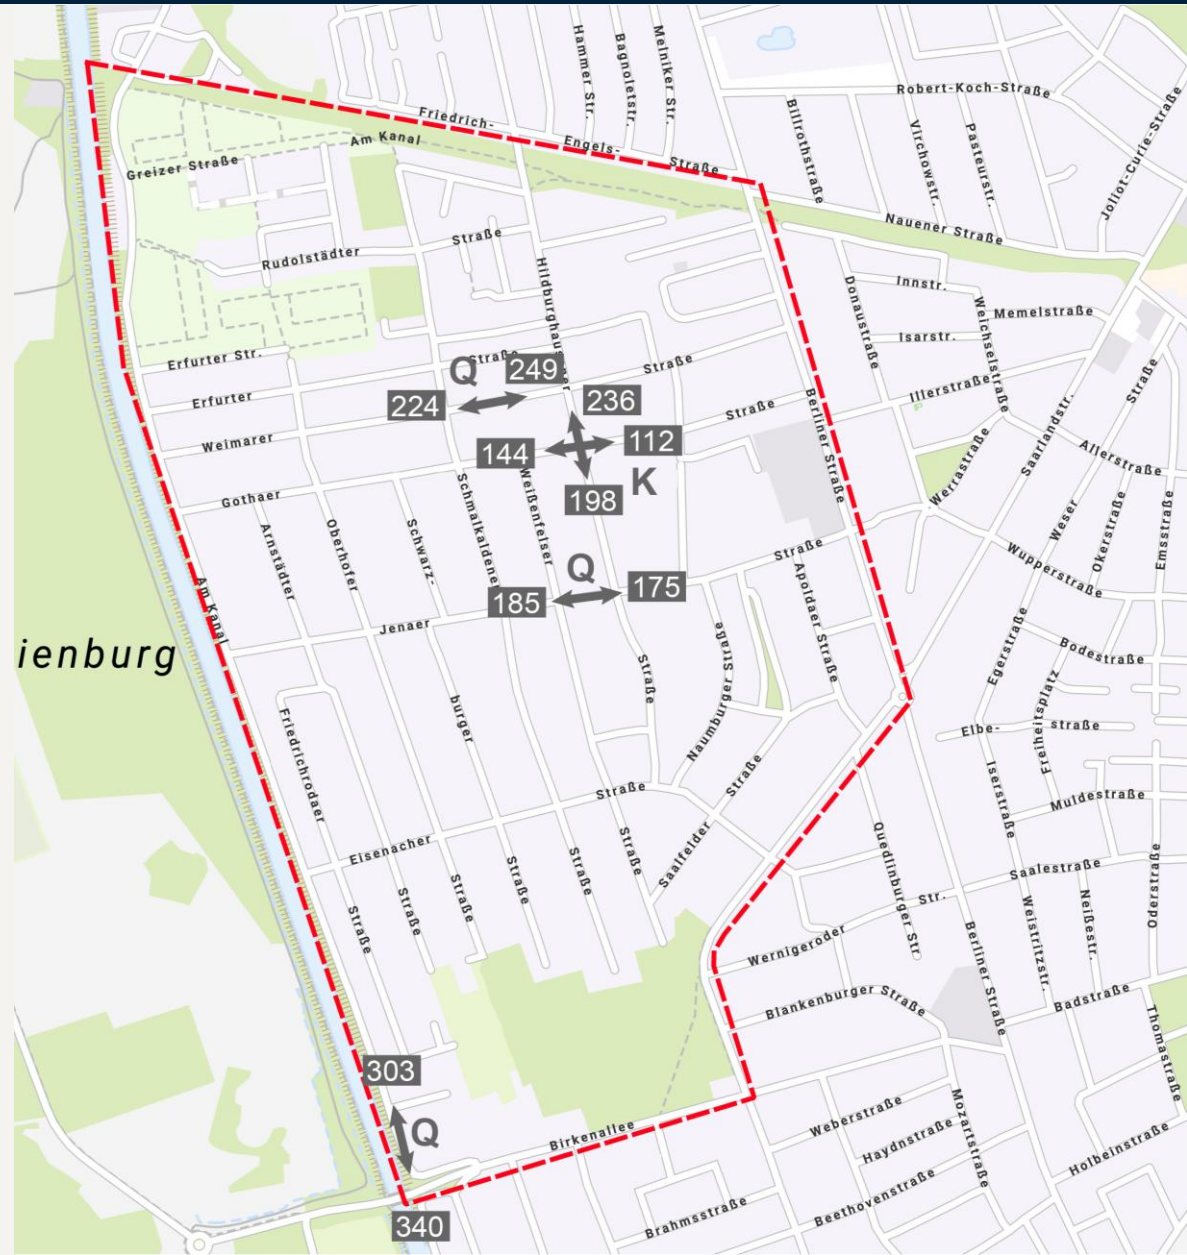 Hammer Str.
Bagnoletstr.
Melniker Str.
Robert-Koch-Straße
Friedrich-
Engels-
Straße
Am Kanal
Billrothstraße
Virchowstr.
Pasteurstr.
Joliot-Curie-Straße
Greizer Straße
Nauener Straße
Rudolstädter
Straße
Hildburghausener
Donaustraße
Innstr.
Weichselstraße
Memelstraße
Isarstr.
Erfurter Str.
Straße
Straße
Erfurter
Q
249
224
236
Straße
Berliner Straße
Illerstraße
P
Saarlandstr.
Straße
Weimarer
144
112
K
198
Allerstraße
Werrastraße
Weser
Gothaer
Arnstädter
Oberhofer
Schwarz-
Schmalkaldener
Weißenfelser
Okerstraße
Emsstraße
Wupperstraße
Straße
Q
185
175
Am Kanal
Jenaer
Apoldaer Straße
ienburg
Straße
Naumburger Straße
Egerstraße
Bodestraße
Friedrichrodaer
burger
Elbe-
straße
Freiheitsplatz
Straße
Straße
Iserstraße
Muldestraße
Eisenacher
Saalfelder
Quedlinburger Str
Straße
Straße
Straße
Straße
Straße
Straße
Saalestraße
Str.
Wernigeroder
Weistritzstr.
Neißestr.
Oderstraße
Berliner Straße
Blankenburger Straße
Badstraße
Thomastraße
303
Q
Birkenallee
Weberstraße
Haydnstraße
Mozartstraße
Holbeinstraße
Beethovenstraße
Brahmsstraße
340